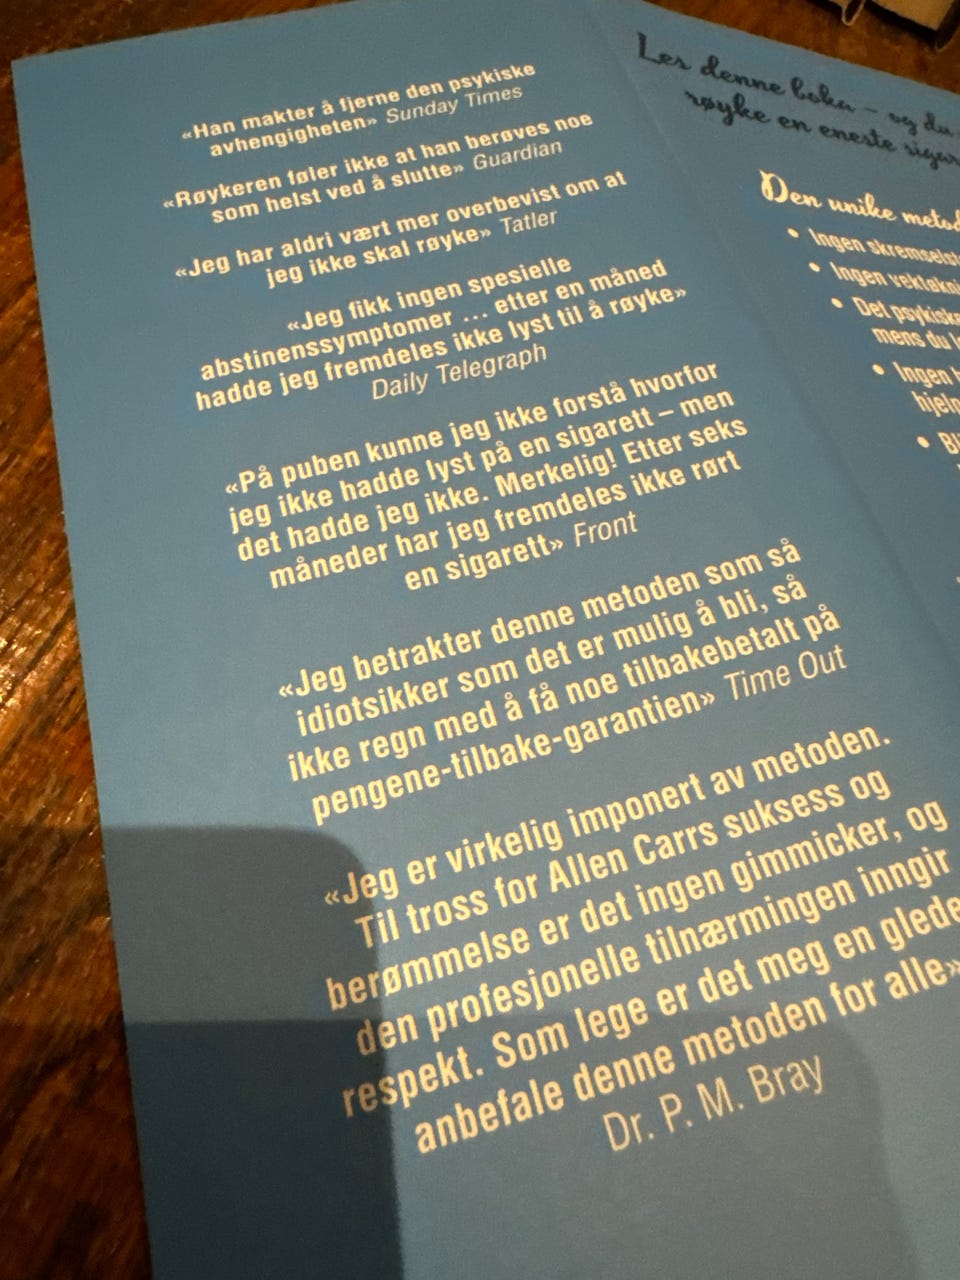 «Han makter å fjerne den psykiske
avhengigheten» Sunday Times
«Røykeren føler ikke at han berøves noe
som helst ved å slutte» Guardian
«Jeg har aldri vært mer overbevist om at
jeg ikke skal røyke» Tatler
«Jeg fikk ingen spesielle
abstinenssymptomer ... etter en måned
hadde jeg fremdeles ikke lyst til å røyke»
Daily Telegraph
«På puben kunne jeg ikke forstå hvorfor
jeg ikke hadde lyst på en sigarett – men
det hadde jeg ikke. Merkelig! Etter seks
måneder har jeg fremdeles ikke rørt
en sigarett» Front
«Jeg betrakter denne metoden som så
idiotsikker som det er mulig å bli, så
ikke regn med å få noe tilbakebetalt på
pengene-tilbake-garantien» Time Out
«Jeg er virkelig imponert av metoden.
Til tross for Allen Carrs suksess og
berømmelse er det ingen gimmicker, og
den profesjonelle tilnærmingen inngir
respekt. Som lege er det meg en glede
anbefale denne metoden for alle»
Dr. P. M. Bray
Les denne boka – og du
røyke en eneste
Den unike
• Ingen
• Ingen
• Det
mens du
• Ingen
•